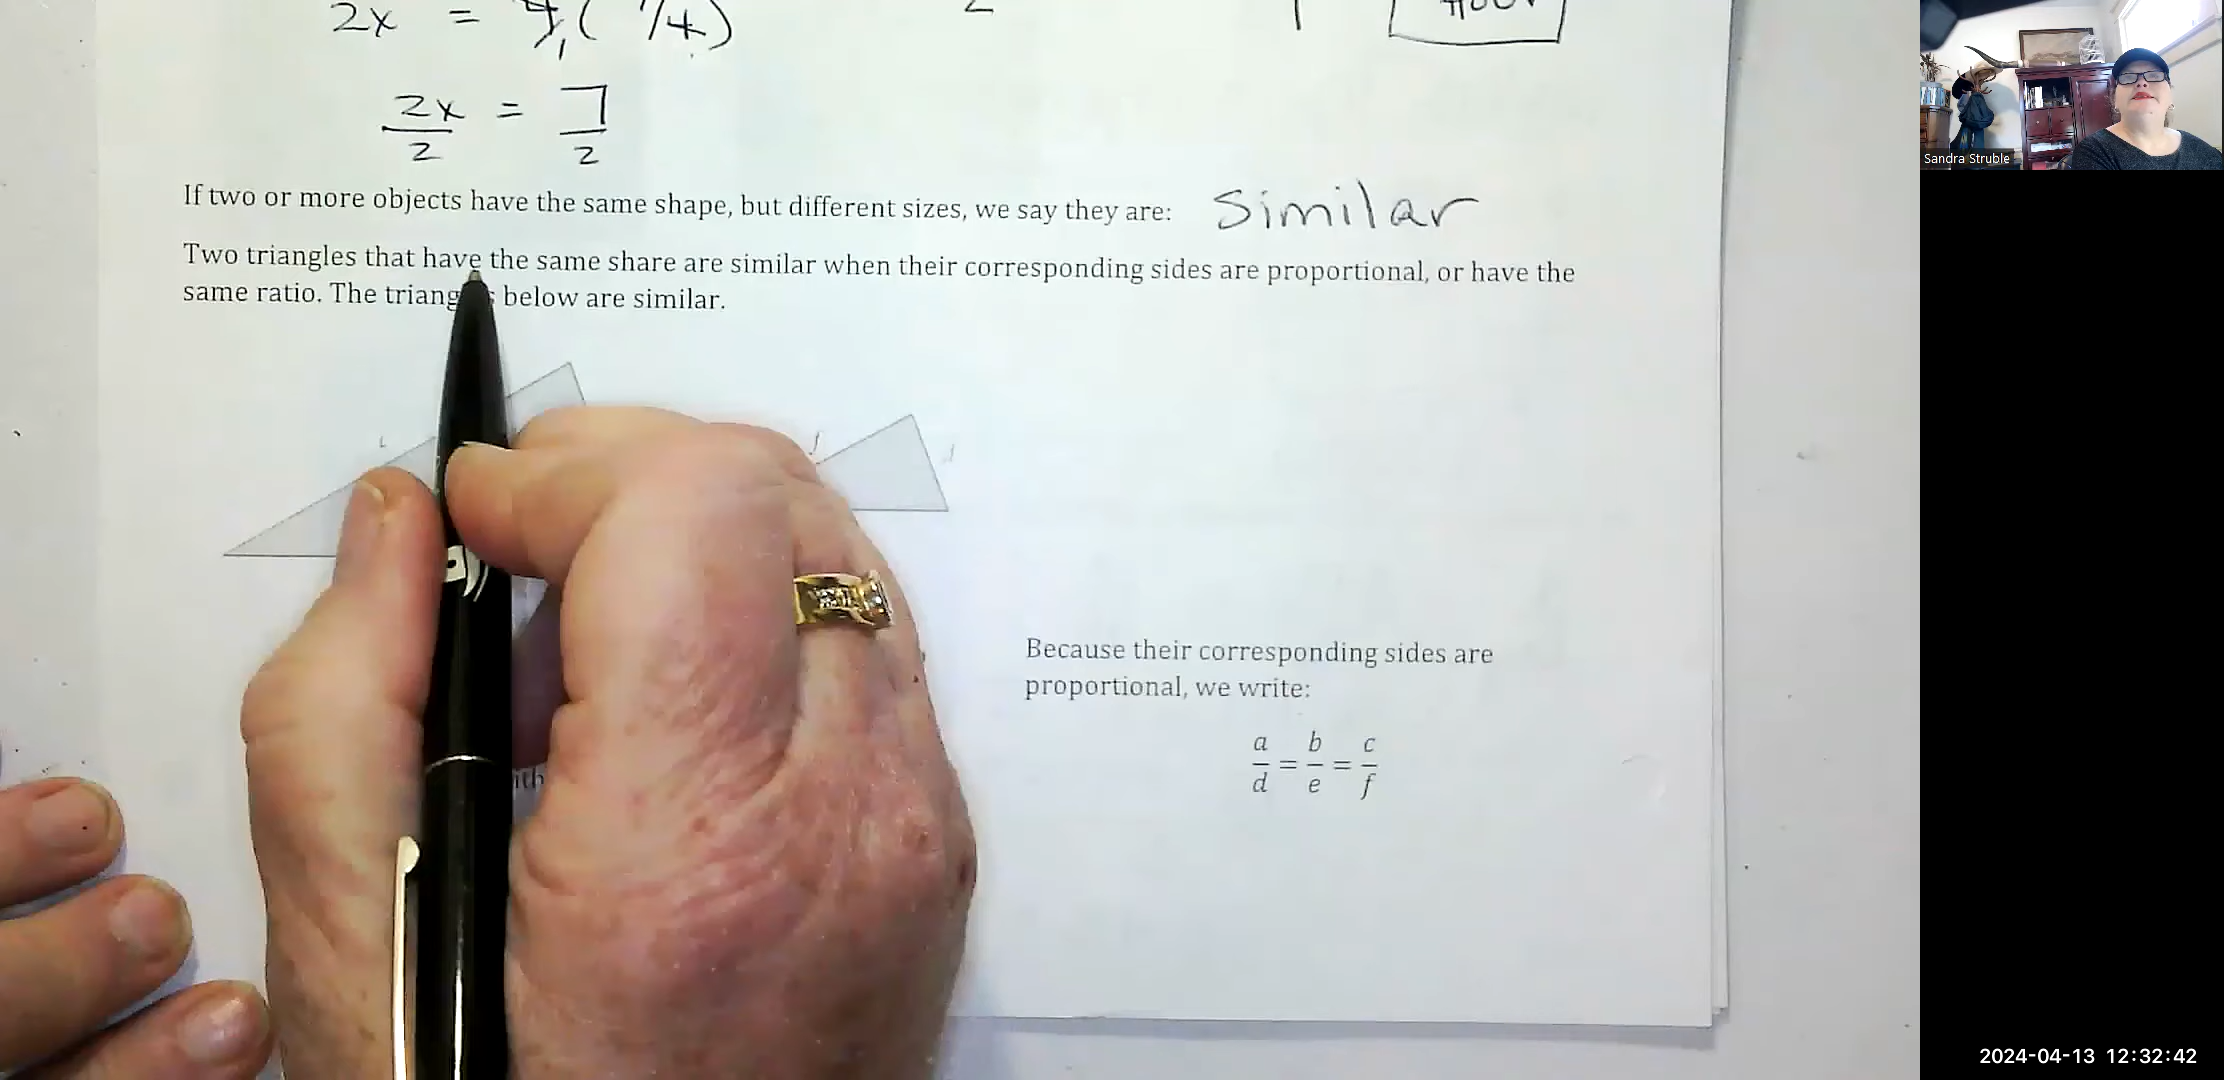 2x = 4 ( 7/4 )
2x = 7
2 2
If two or more objects have the same shape, but different sizes, we say they are: Similar
Two triangles that have the same share are similar when their corresponding sides are proportional, or have the
same ratio. The below are similar.
f
d
Because their corresponding sides are
proportional, we write:
a b c
= =
d e f
Sandra Struble
2024-04-13 12:32:42